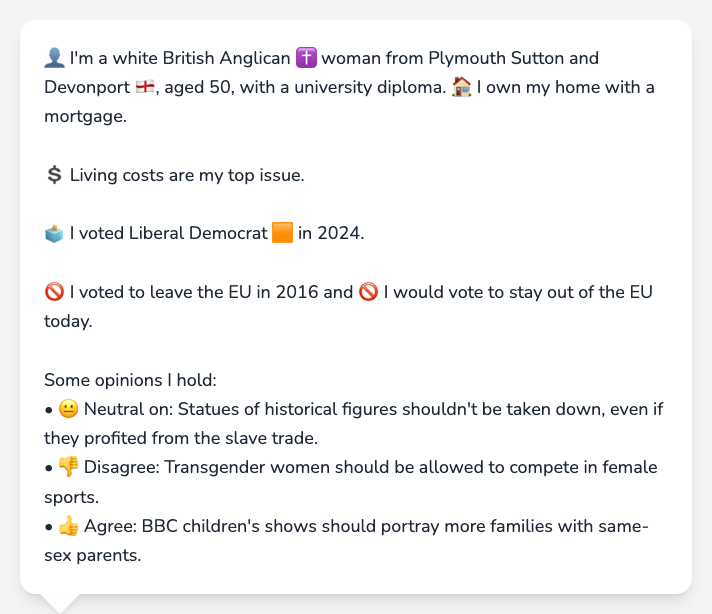 👤 I'm a white British Anglican ✝️ woman from Plymouth Sutton and
Devonport 🏴󠁧󠁢󠁥󠁮󠁧󠁿, aged 50, with a university diploma. 🏠 I own my home with a
mortgage.
💲 Living costs are my top issue.
🗳️ I voted Liberal Democrat 🟧 in 2024.
🚫 I voted to leave the EU in 2016 and 🚫 I would vote to stay out of the EU
today.
Some opinions I hold:
• 😐 Neutral on: Statues of historical figures shouldn't be taken down, even if
they profited from the slave trade.
• 👎 Disagree: Transgender women should be allowed to compete in female
sports.
• 👍 Agree: BBC children's shows should portray more families with same-
sex parents.